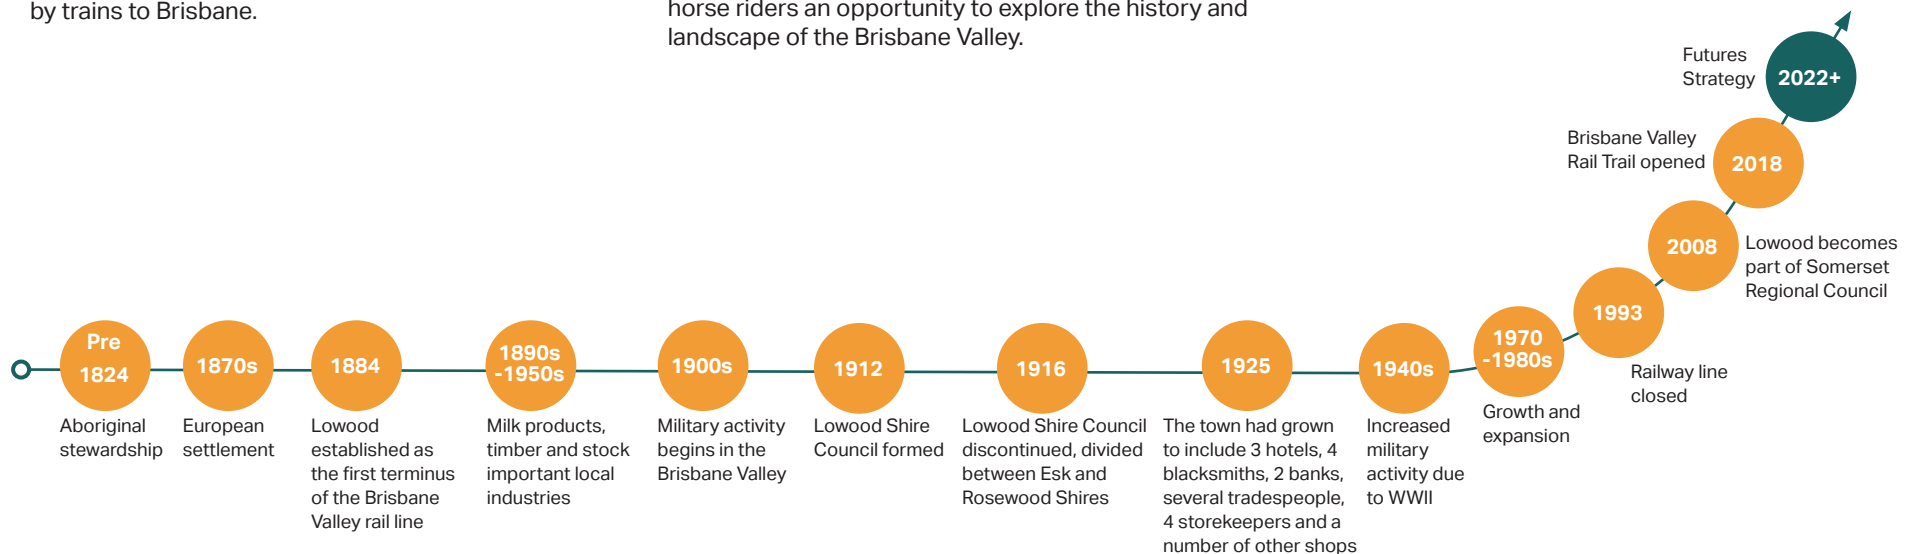 by trains to Brisbane.
horse riders an opportunity to explore the history and
landscape of the Brisbane Valley.
Pre
1824
Aboriginal
stewardship
1870s
European
settlement
1884
Lowood
established as
the first terminus
of the Brisbane
Valley rail line
1890s
-1950s
Milk products,
timber and stock
important local
industries
1900s
Military activity
begins in the
Brisbane Valley
1912
Lowood Shire
Council formed
1916
Lowood Shire Council
discontinued, divided
between Esk and
Rosewood Shires
1925
The town had grown
to include 3 hotels, 4
blacksmiths, 2 banks,
several tradespeople,
4 storekeepers and a
number of other shops
1940s
Increased
military
activity due
to WWII
1970
-1980s
Growth and
expansion
1993
Railway line
closed
2008
Lowood becomes
part of Somerset
Regional Council
2018
Brisbane Valley
Rail Trail opened
2022+
Futures
Strategy